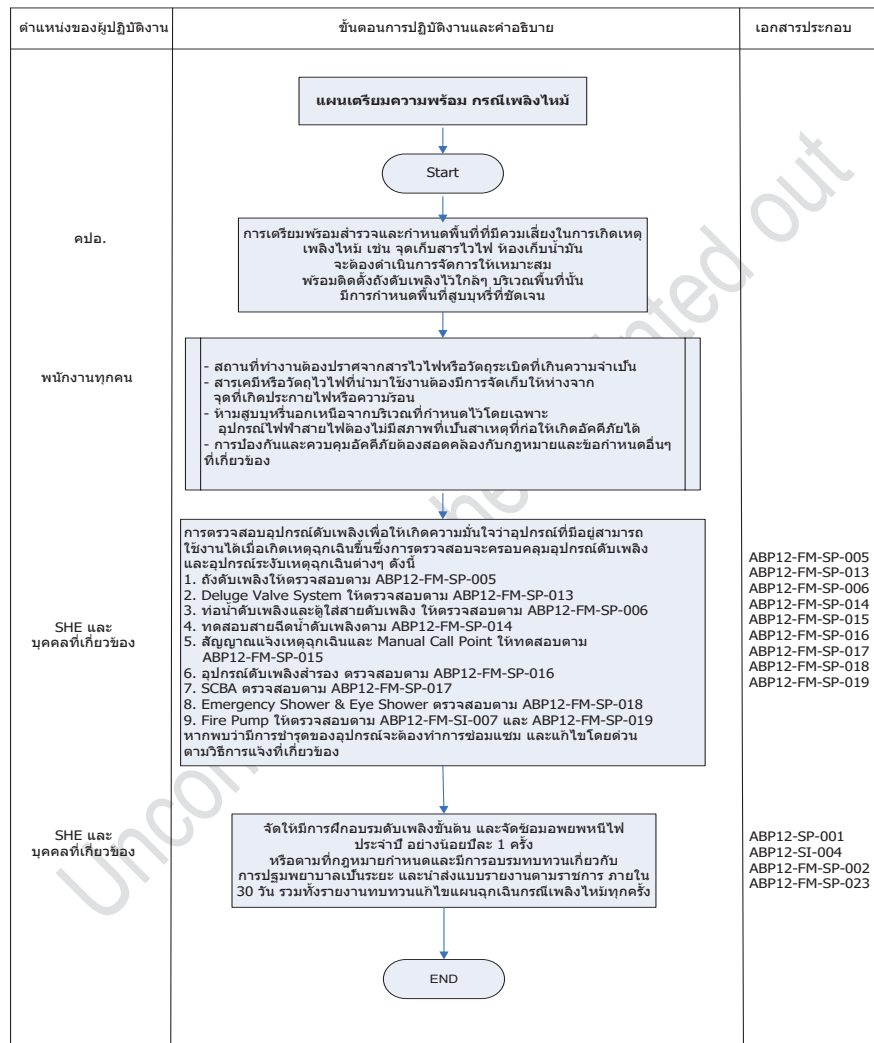 ตำแหน่งของผู้ปฏิบัติงาน
ขั้นตอนการปฏิบัติงานและคำอธิบาย
เอกสารประกอบ
แผนเตรียมความพร้อม กรณีเพลิงไหม้
Start
คปอ.
การเตรียมพร้อมสำรวจและกำหนดพื้นที่ที่มีควมเสี่ยงในการเกิดเหตุ
เพลิงไหม้ เช่น จุดเก็บสารไวไฟ ห้องเก็บน้ำมัน
จะต้องดำเนินการจัดการให้เหมาะสม
พร้อมติดตั้งถังดับเพลิงไว้ใกล้ๆ บริเวณพื้นที่นั้น
มีการกำหนดพื้นที่สูบบุหรี่ที่ชัดเจน
พนักงานทุกคน
- สถานที่ทำงานต้องปราศจากสารไวไฟหรือวัตถุระเบิดที่เกินความจำเป็น
- สารเคมีหรือวัตถุไวไฟที่นำมาใช้งานต้องมีการจัดเก็บให้ห่างจาก
จุดที่เกิดประกายไฟหรือความร้อน
- ห้ามสูบบุหรี่นอกเหนือจากบริเวณที่กำหนดไว้โดยเฉพาะ
อุปกรณ์ไฟฟ้าสายไฟต้องไม่มีสภาพที่เป็นสาเหตุที่ก่อให้เกิดอัคคีภัยได้
- การป้องกันและควบคุมอัคคีภัยต้องสอดคล้องกับกฎหมายและข้อกำหนดอื่นๆ
ที่เกี่ยวข้อง
SHE และ
บุคคลที่เกี่ยวข้อง
การตรวจสอบอุปกรณ์ดับเพลิงเพื่อให้เกิดความมั่นใจว่าอุปกรณ์ที่มีอยู่สามารถ
ใช้งานได้เมื่อเกิดเหตุฉุกเฉินขึ้นซึ่งการตรวจสอบจะครอบคลุมอุปกรณ์ดับเพลิง
และอุปกรณ์ระงับเหตุฉุกเฉินต่างๆ ดังนี้
1. ถังดับเพลิงให้ตรวจสอบตาม ABP12-FM-SP-005
2. Deluge Valve System ให้ตรวจสอบตาม ABP12-FM-SP-013
3. ท่อน้ำดับเพลิงและตู้ใส่สายดับเพลิง ให้ตรวจสอบตาม ABP12-FM-SP-006
4. ทดสอบสายฉีดน้ำดับเพลิงตาม ABP12-FM-SP-014
5. สัญญาณแจ้งเหตุฉุกเฉินและ Manual Call Point ให้ทดสอบตาม
ABP12-FM-SP-015
6. อุปกรณ์ดับเพลิงสำรอง ตรวจสอบตาม ABP12-FM-SP-016
7. SCBA ตรวจสอบตาม ABP12-FM-SP-017
8. Emergency Shower & Eye Shower ตรวจสอบตาม ABP12-FM-SP-018
9. Fire Pump ให้ตรวจสอบตาม ABP12-FM-SI-007 และ ABP12-FM-SP-019
หากพบว่ามีการชำรุดของอุปกรณ์จะต้องทำการซ่อมแซม และแก้ไขโดยด่วน
ตามวิธีการแจ้งที่เกี่ยวข้อง
ABP12-FM-SP-005
ABP12-FM-SP-013
ABP12-FM-SP-006
ABP12-FM-SP-014
ABP12-FM-SP-015
ABP12-FM-SP-016
ABP12-FM-SP-017
ABP12-FM-SP-018
ABP12-FM-SP-019
SHE และ
บุคคลที่เกี่ยวข้อง
จัดให้มีการฝึกอบรมดับเพลิงขั้นต้น และจัดซ้อมอพยพหนีไฟ
ประจำปี อย่างน้อยปีละ 1 ครั้ง
หรือตามที่กฎหมายกำหนดและมีการอบรมทบทวนเกี่ยวกับ
การปฐมพยาบาลเป็นระยะ และนำส่งแบบรายงานตามราชการ ภายใน
30 วัน รวมทั้งรายงานทบทวนแก้ไขแผนฉุกเฉินกรณีเพลิงไหม้ทุกครั้ง
ABP12-SP-001
ABP12-SI-004
ABP12-FM-SP-002
ABP12-FM-SP-023
END